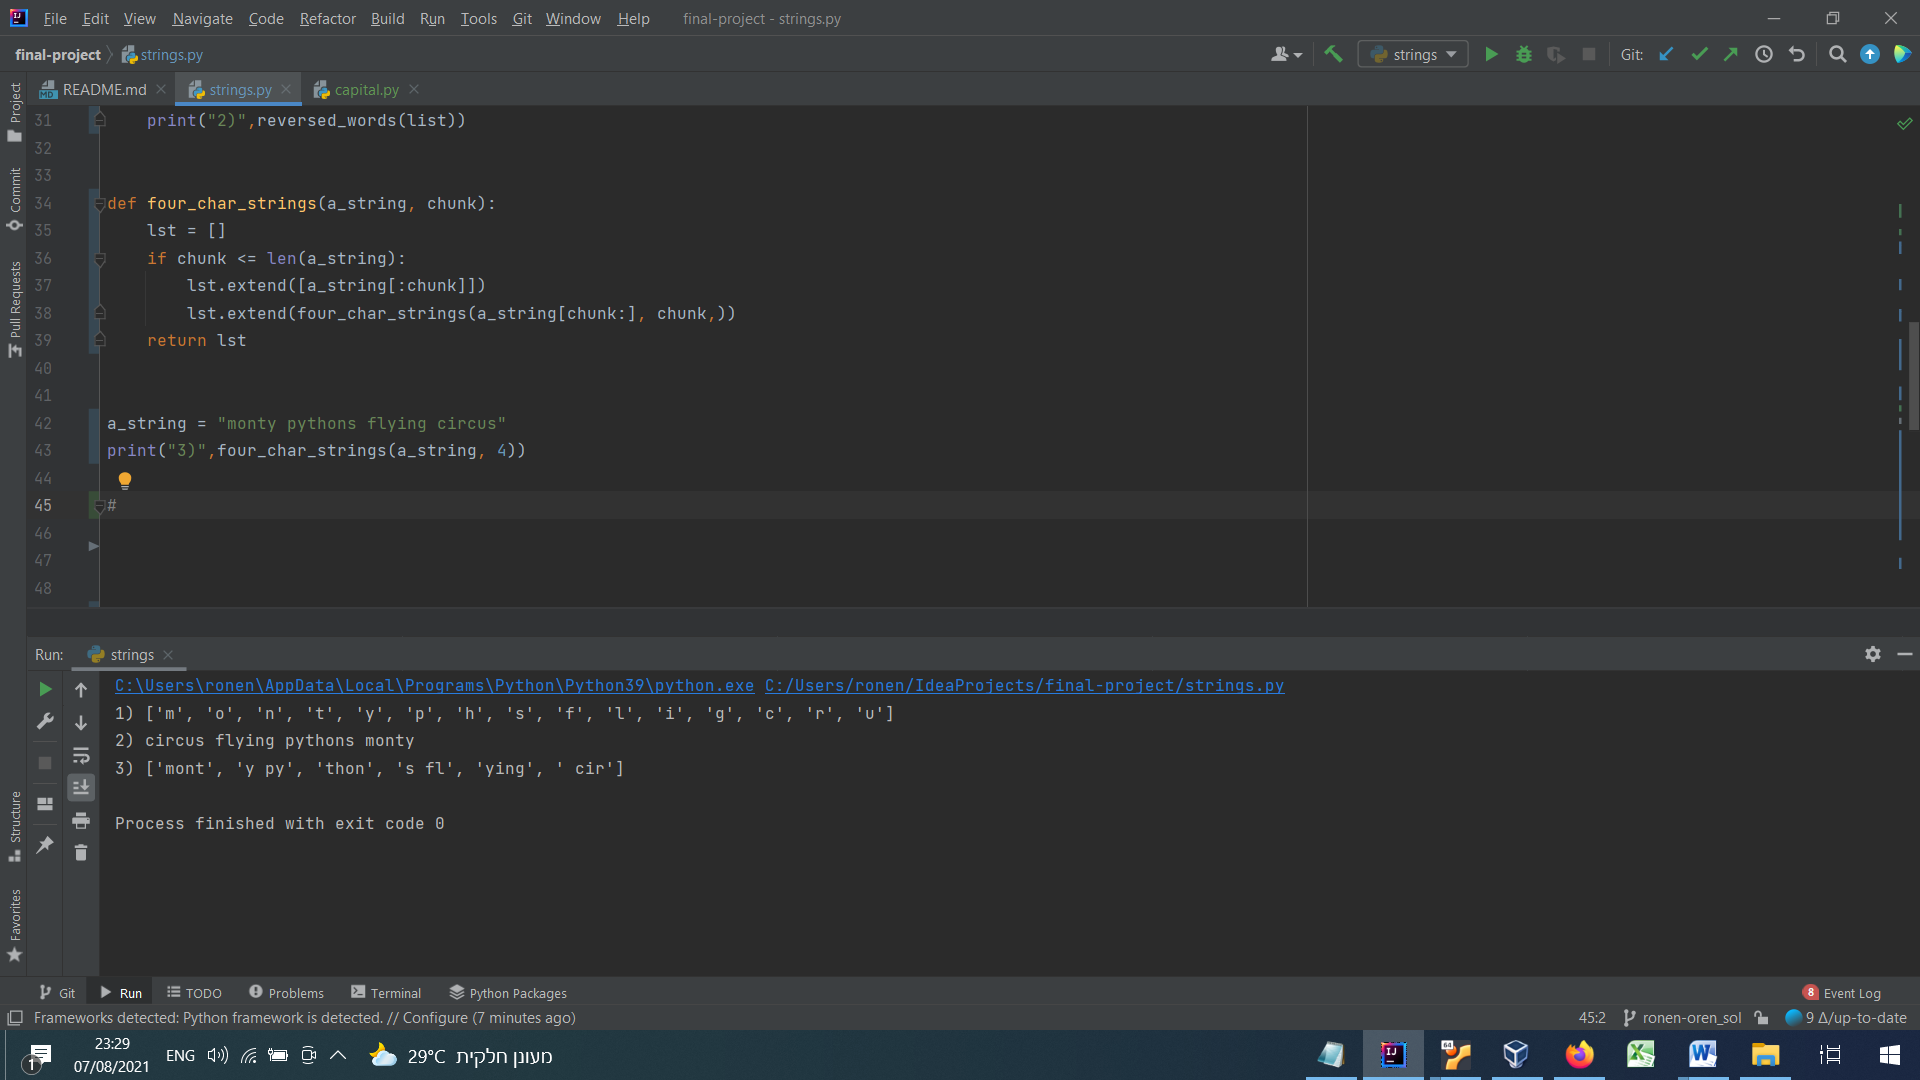 File Edit View Navigate Code Refactor Build Run Tools Git Window Help final-project - strings.py
final-project strings.py strings Git:
README.md strings.py capital.py
Project
Commit
Pull Requests
Structure
Favorites
31 print("2)",reversed_words(list))
32
33
34 def four_char_strings(a_string, chunk):
35 lst = []
36 if chunk <= len(a_string):
37 lst.extend([a_string[:chunk]])
38 lst.extend(four_char_strings(a_string[chunk:], chunk,))
39 return lst
40
41
42 a_string = "monty pythons flying circus"
43 print("3)",four_char_strings(a_string, 4))
44
45 #
46
47
48
Run: strings
C:\Users\ronen\AppData\Local\Programs\Python\Python39\python.exe C:/Users/ronen/IdeaProjects/final-project/strings.py
1) ['m', 'o', 'n', 't', 'y', 'p', 'h', 's', 'f', 'l', 'i', 'g', 'c', 'r', 'u']
2) circus flying pythons monty
3) ['mont', 'y py', 'thon', 's fl', 'ying', ' cir']
Process finished with exit code 0
Git Run TODO Problems Terminal Python Packages 8 Event Log
Frameworks detected: Python framework is detected. // Configure (7 minutes ago) 45:2 ronen-oren_sol 9 Δ/up-to-date
1 23:29 ENG 29°C מעונן חלקית
07/08/2021